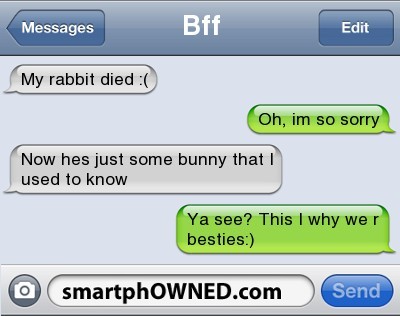 Messages
Bff
Edit
My rabbit died :(
Oh, im so sorry
Now hes just some bunny that I
used to know
Ya see? This I why we r
besties:)
smartphOWNED.com
Send